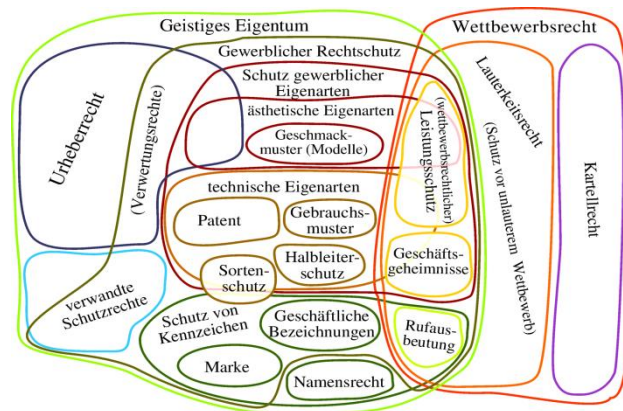 Geistiges Eigentum
Wettbewerbsrecht
Gewerblicher Rechtschutz
Schutz gewerblicher
Eigenarten
ästhetische Eigenarten
Geschmack-
muster (Modelle)
Urheberrecht
(Verwertungsrechte)
(wettbewerbsrechtlicher)
Leistungsschutz
Lauterkeitsrecht
(Schutz vor unlauterem Wettbewerb)
Kartellrecht
technische Eigenarten
Patent
Gebrauchs-
muster
Sorten-
schutz
Halbleiter-
schutz
Geschäfts-
geheimnisse
verwandte
Schutzrechte
Schutz von
Kennzeichen
Geschäftliche
Bezeichnungen
Rufaus-
beutung
Marke
Namensrecht